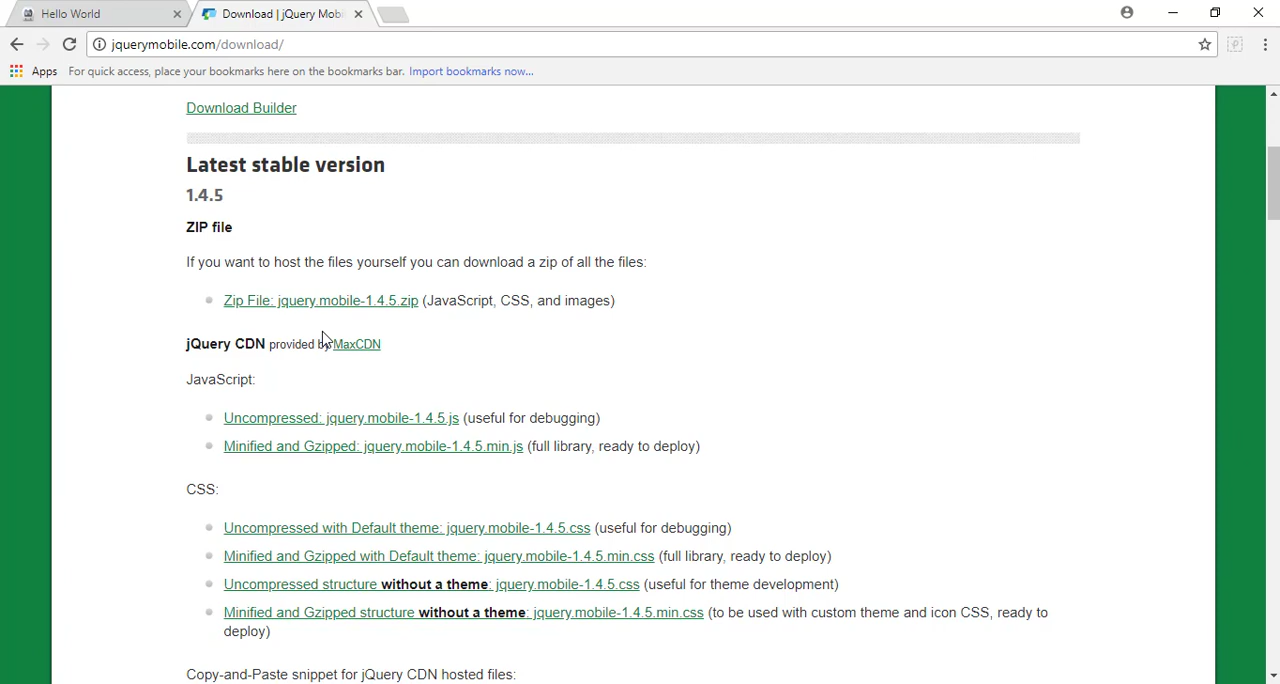 Hello World
Download | jQuery Mobi
jquerymobile.com/download/
Apps For quick access, place your bookmarks here on the bookmarks bar. Import bookmarks now...
Download Builder
Latest stable version
1.4.5
ZIP file
If you want to host the files yourself you can download a zip of all the files:
Zip File: jquery.mobile-1.4.5.zip (JavaScript, CSS, and images)
jQuery CDN provided by MaxCDN
JavaScript:
Uncompressed: jquery.mobile-1.4.5.js (useful for debugging)
Minified and Gzipped: jquery.mobile-1.4.5.min.js (full library, ready to deploy)
CSS:
Uncompressed with Default theme: jquery.mobile-1.4.5.css (useful for debugging)
Minified and Gzipped with Default theme: jquery.mobile-1.4.5.min.css (full library, ready to deploy)
Uncompressed structure without a theme: jquery.mobile-1.4.5.css (useful for theme development)
Minified and Gzipped structure without a theme: jquery.mobile-1.4.5.min.css (to be used with custom theme and icon CSS, ready to
deploy)
Copy-and-Paste snippet for jQuery CDN hosted files: